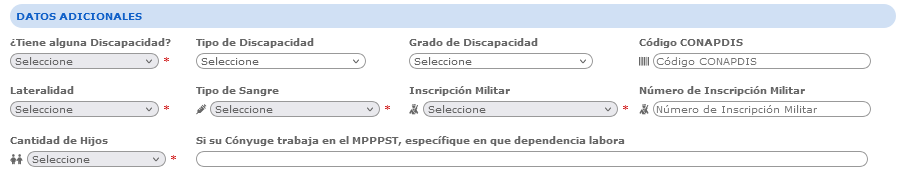 DATOS ADICIONALES
¿Tiene alguna Discapacidad? Tipo de Discapacidad Grado de Discapacidad Código CONAPDIS
Seleccione * Seleccione Seleccione Código CONAPDIS
Lateralidad Tipo de Sangre Inscripción Militar Número de Inscripción Militar
Seleccione * Seleccione * Seleccione * Número de Inscripción Militar
Cantidad de Hijos Si su Cónyuge trabaja en el MPPPST, específique en que dependencia labora
Seleccione *